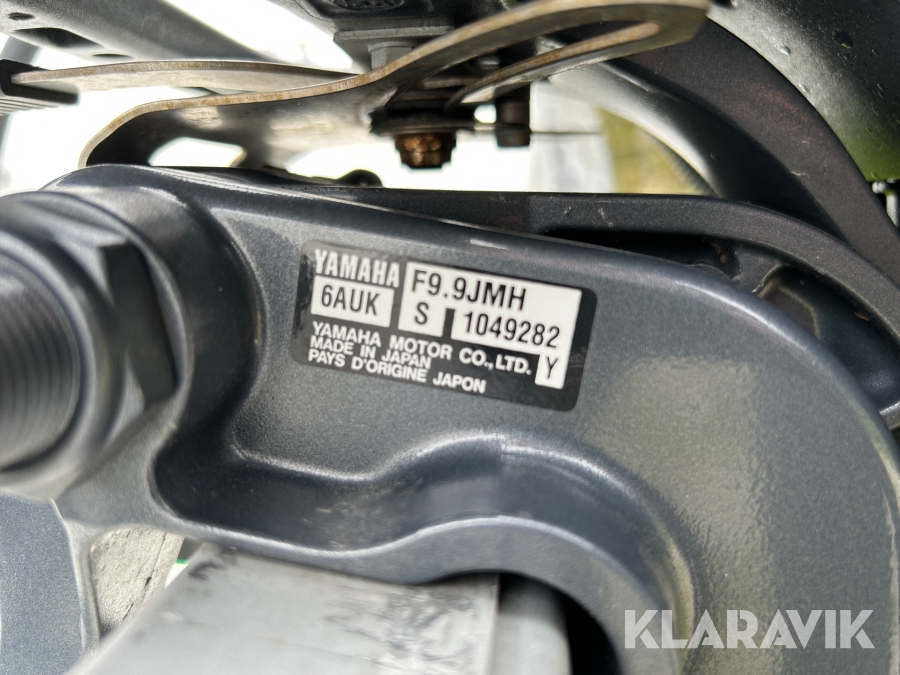 YAMAHA F9.9JMH
6AUK S 1049282
YAMAHA MOTOR CO.,LTD. Y
MADE IN JAPAN
PAYS D'ORIGINE JAPON
KLARAVIK